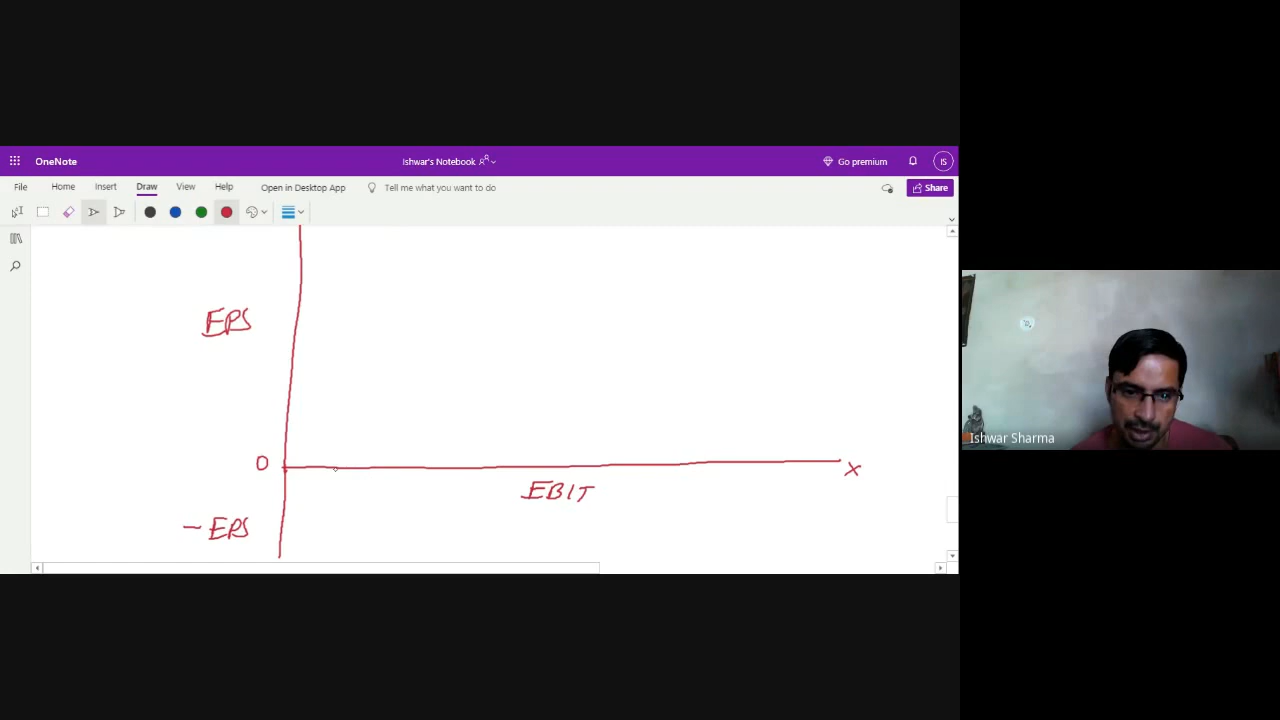 OneNote
Ishwar's Notebook
Go premium
IS
File Home Insert Draw View Help Open in Desktop App Tell me what you want to do
Share
EPS
0
X
EBIT
- EPS
Ishwar Sharma